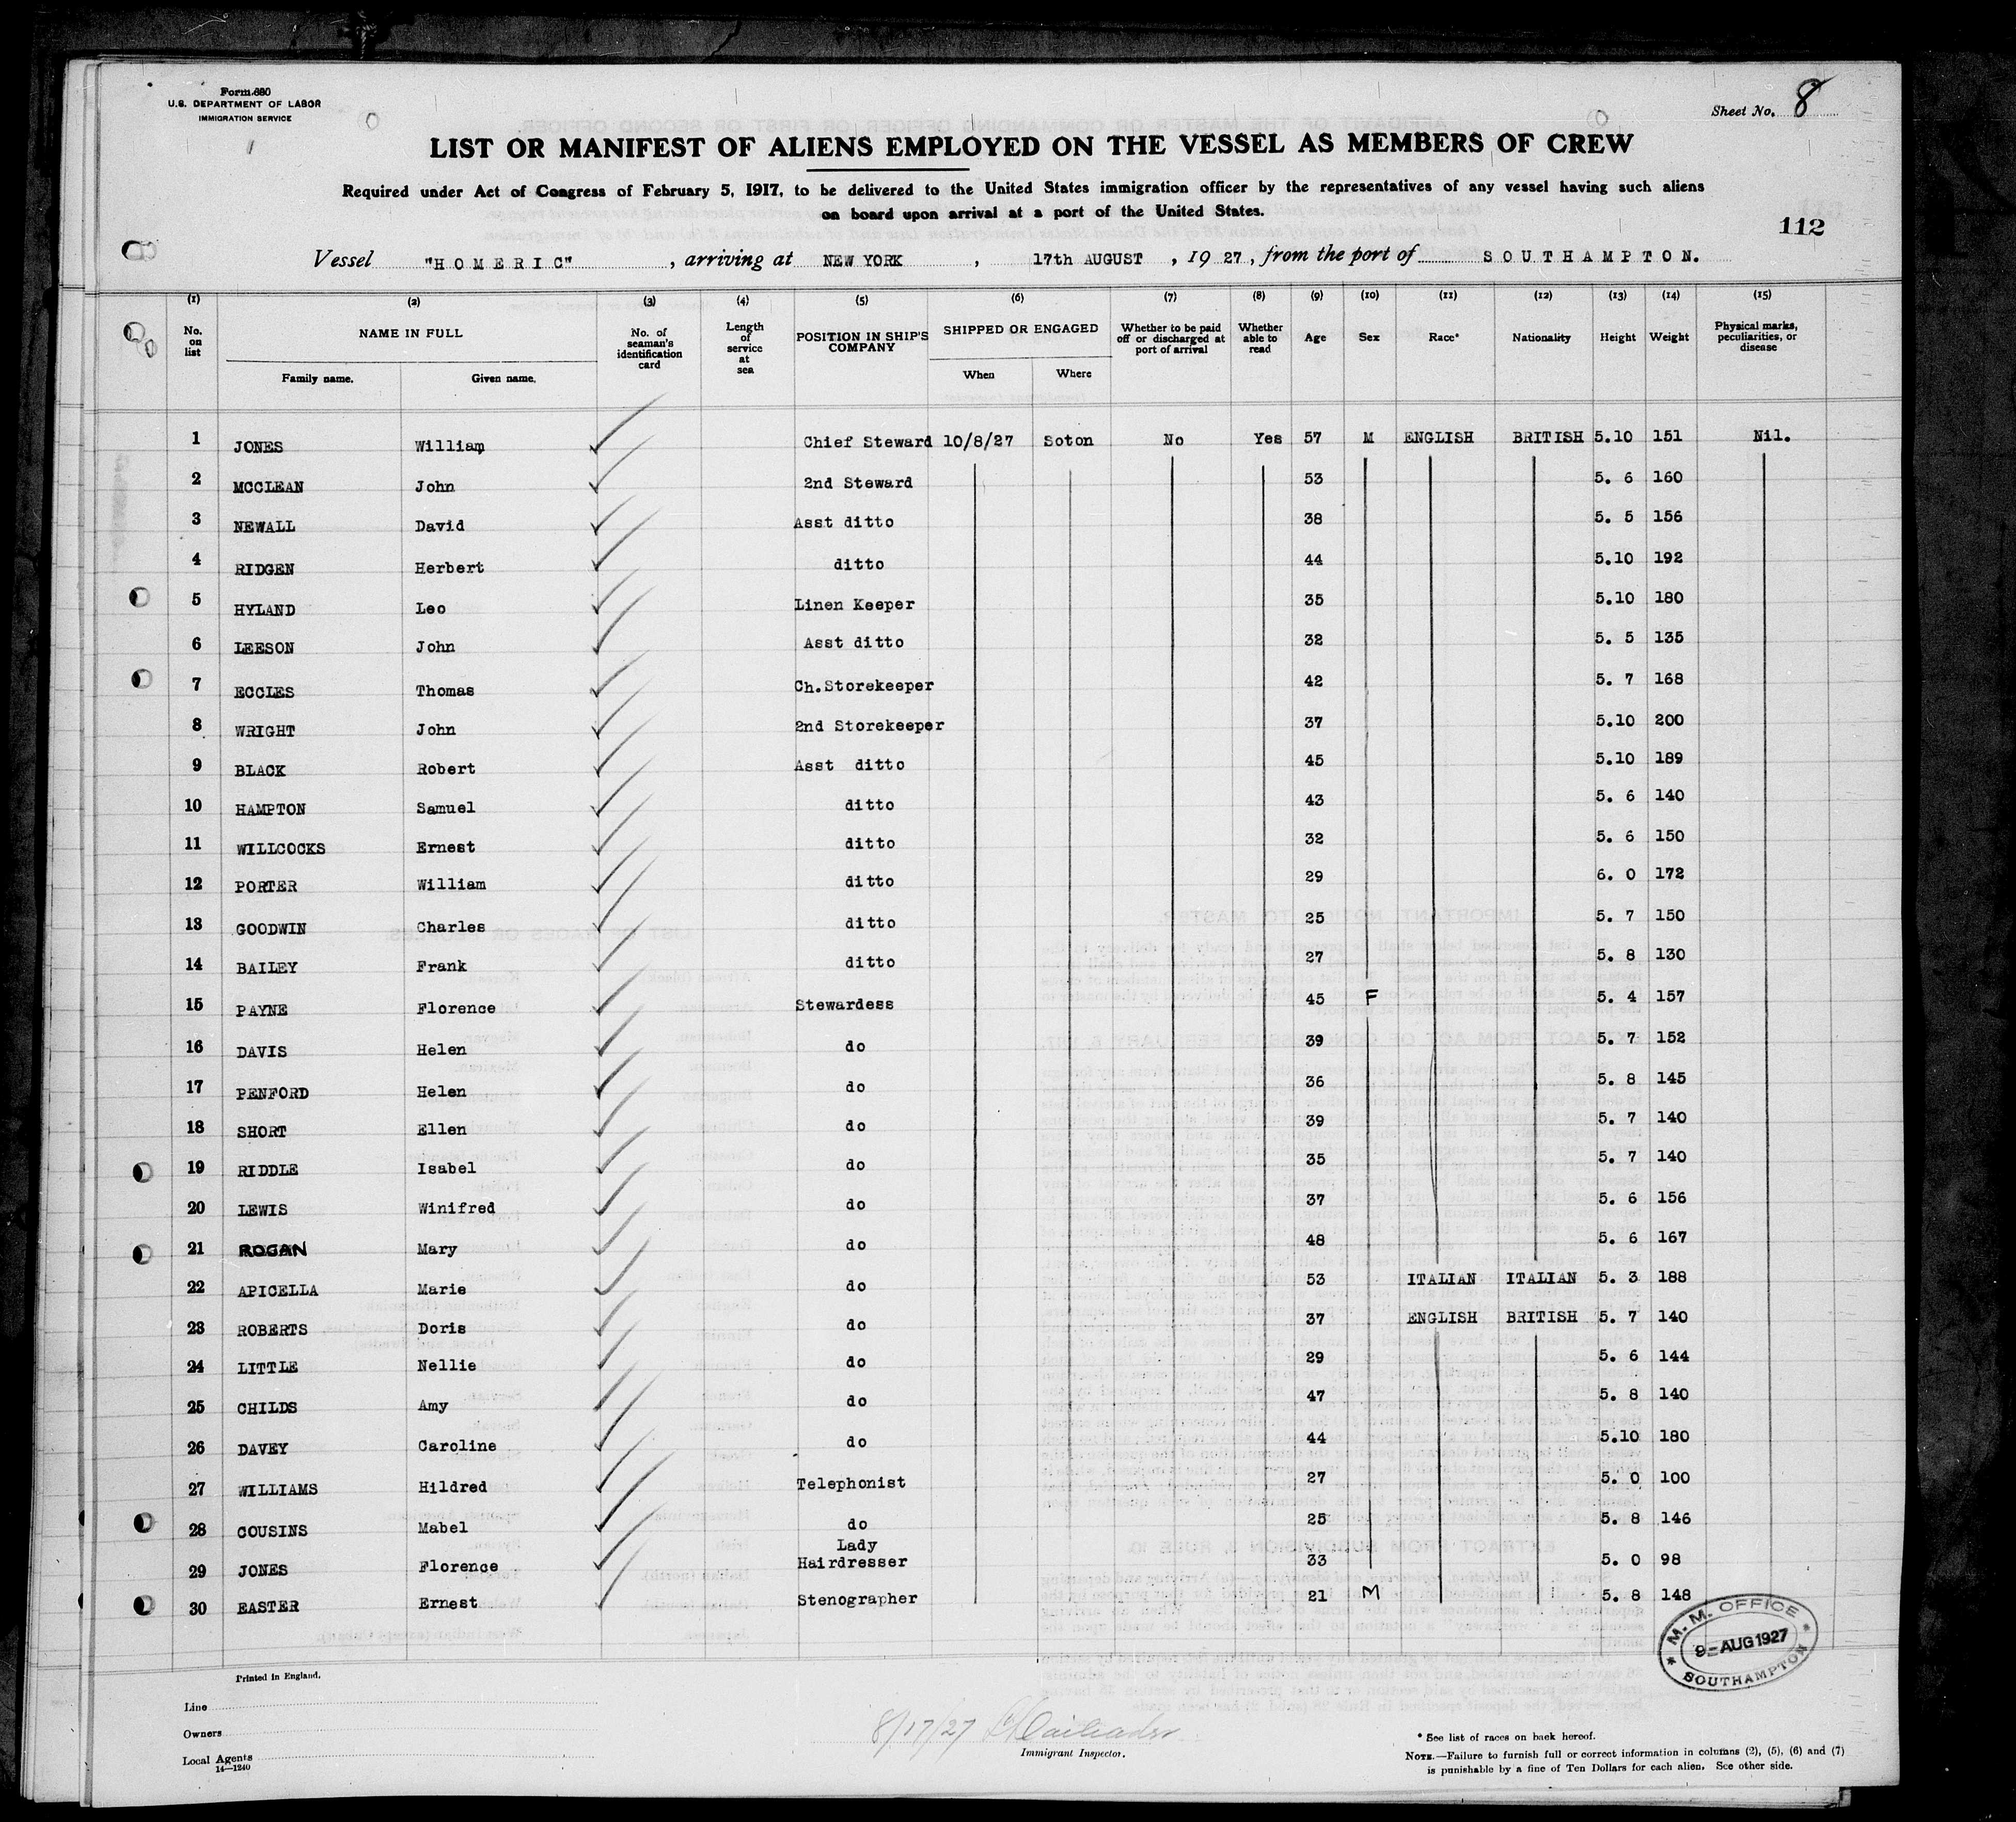 Form 680
U.S. DEPARTMENT OF LABOR
IMMIGRATION SERVICE
Sheet No. 8
LIST OR MANIFEST OF ALIENS EMPLOYED ON THE VESSEL AS MEMBERS OF CREW
Required under Act of Congress of February 5, 1917, to be delivered to the United States immigration officer by the representatives of any vessel having such aliens
on board upon arrival at a port of the United States.
112
Vessel "HOMERIC", arriving at NEW YORK, 17th AUGUST, 1927, from the port of SOUTHAMPTON.
(1) (2) (3) (4) (5) (6) (7) (8) (9) (10) (11) (12) (13) (14) (15)
No. on list NAME IN FULL No. of seaman's identification card Length of service at sea POSITION IN SHIP'S COMPANY SHIPPED OR ENGAGED Whether to be paid off or discharged at port of arrival Whether able to read Age Sex Race* Nationality Height Weight Physical marks, peculiarities, or disease
Family name. Given name. When Where
1 JONES William Chief Steward 10/8/27 Soton No Yes 57 M ENGLISH BRITISH 5.10 151 Nil.
2 MCCLEAN John 2nd Steward 53 5. 6 160
3 NEWALL David Asst ditto 38 5. 5 156
4 RIDGEN Herbert ditto 44 5.10 192
5 HYLAND Leo Linen Keeper 35 5.10 180
6 LEESON John Asst ditto 32 5. 5 135
7 ECCLES Thomas Ch.Storekeeper 42 5. 7 168
8 WRIGHT John 2nd Storekeeper 37 5.10 200
9 BLACK Robert Asst ditto 45 5.10 189
10 HAMPTON Samuel ditto 43 5. 6 140
11 WILLCOCKS Ernest ditto 32 5. 6 150
12 PORTER William ditto 29 6. 0 172
13 GOODWIN Charles ditto 25 5. 7 150
14 BAILEY Frank ditto 27 5. 8 130
15 PAYNE Florence Stewardess 45 F 5. 4 157
16 DAVIS Helen do 39 5. 7 152
17 PENFORD Helen do 36 5. 8 145
18 SHORT Ellen do 39 5. 7 140
19 RIDDLE Isabel do 35 5. 7 140
20 LEWIS Winifred do 37 5. 6 156
21 ROGAN Mary do 48 5. 6 167
22 APICELLA Marie do 53 ITALIAN ITALIAN 5. 3 188
23 ROBERTS Doris do 37 ENGLISH BRITISH 5. 7 140
24 LITTLE Nellie do 29 5. 6 144
25 CHILDS Amy do 47 5. 8 140
26 DAVEY Caroline do 44 5.10 180
27 WILLIAMS Hildred Telephonist 27 5. 0 100
28 COUSINS Mabel do 25 5. 8 146
29 JONES Florence Lady Hairdresser 33 5. 0 98
30 EASTER Ernest Stenographer 21 M 5. 8 148
M. M. OFFICE
9-AUG 1927
SOUTHAMPTON
Printed in England.
Line
Owners
Local Agents
14—1240
8/17/27
Immigrant Inspector.
* See list of races on back hereof.
NOTE.—Failure to furnish full or correct information in columns (2), (5), (6) and (7)
is punishable by a fine of Ten Dollars for each alien. See other side.